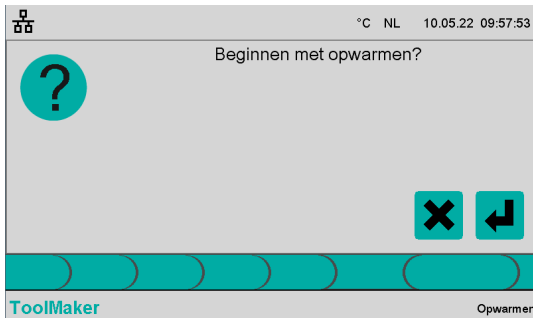 °C NL 10.05.22 09:57:53
Beginnen met opwarmen?
?
ToolMaker
Opwarmer